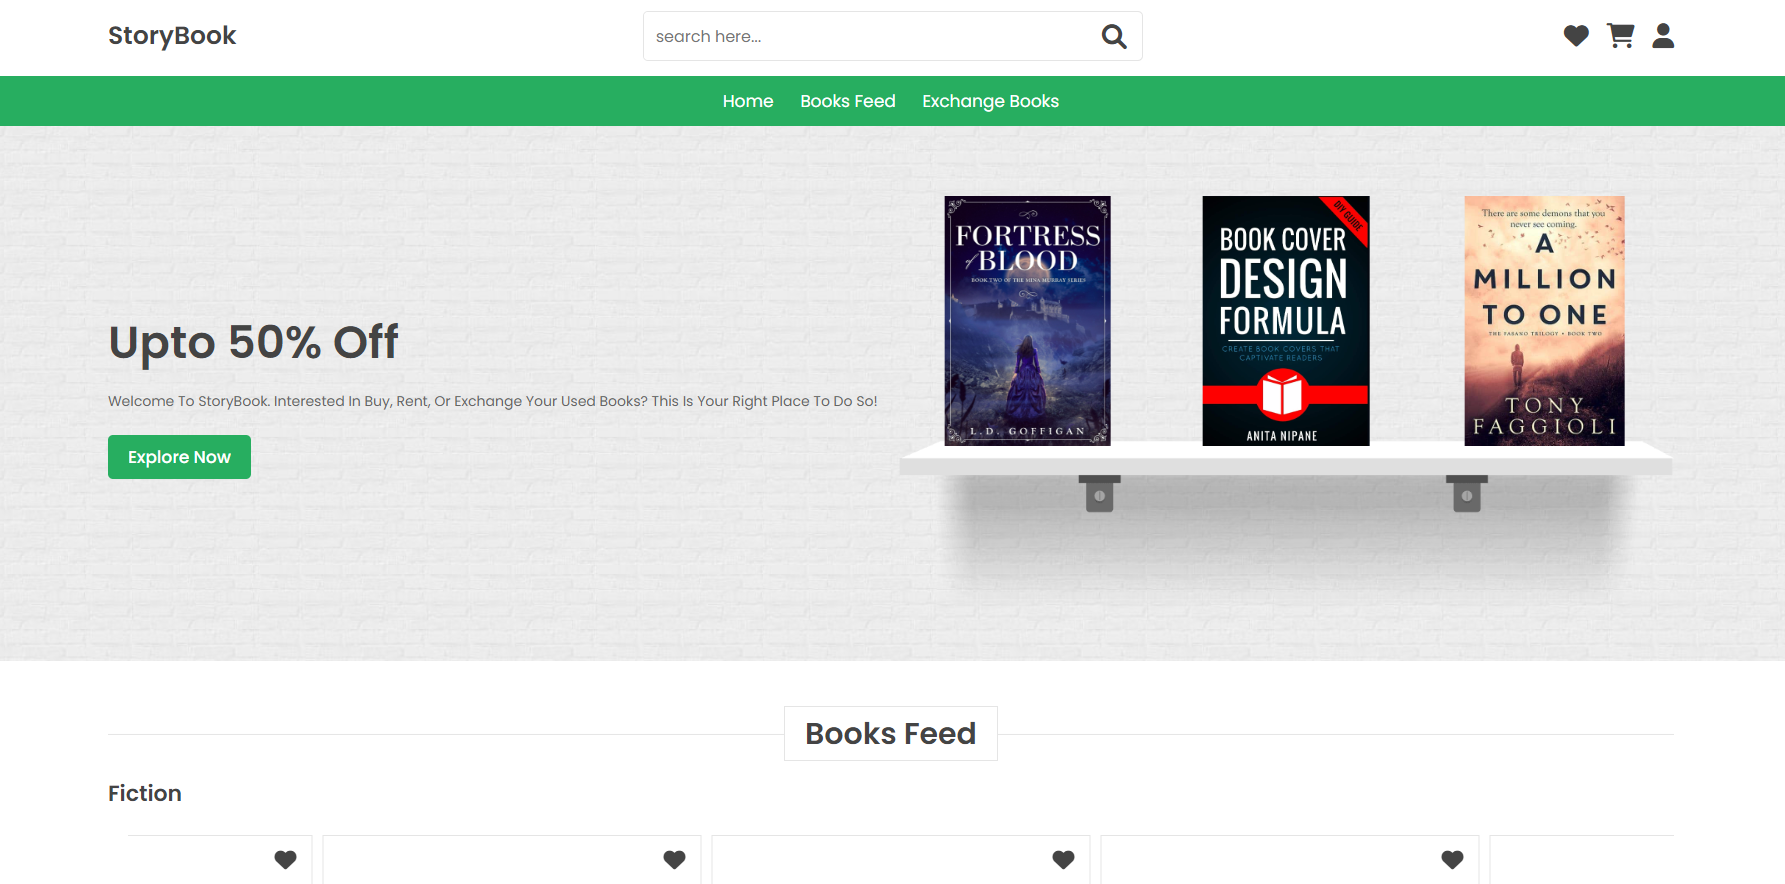 StoryBook
search here...
Home Books Feed Exchange Books
Upto 50% Off
Welcome To StoryBook. Interested In Buy, Rent, Or Exchange Your Used Books? This Is Your Right Place To Do So!
Explore Now
FORTRESS
of BLOOD
BOOK TWO OF THE MINA MURRAY SERIES
L.D. GOFFIGAN
DIY GUIDE
BOOK COVER
DESIGN
FORMULA
CREATE BOOK COVERS THAT
CAPTIVATE READERS
ANITA NIPANE
There are some demons that you
never see coming.
A
MILLION
TO ONE
THE FASANO TRILOGY • BOOK TWO
TONY
FAGGIOLI
Books Feed
Fiction